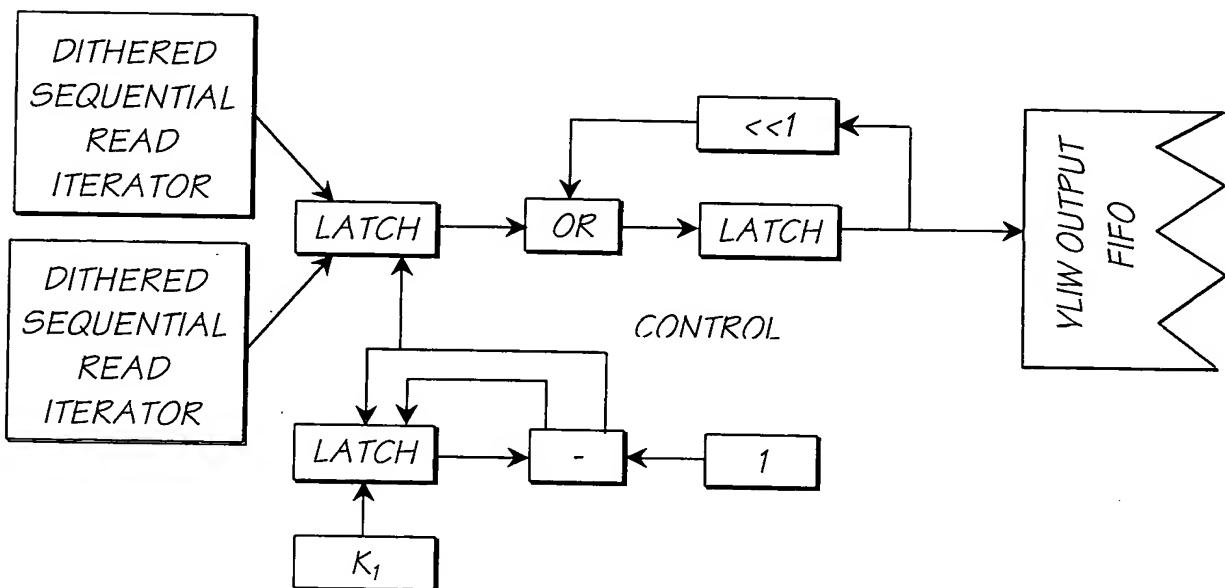 DITHERED
SEQUENTIAL
READ
ITERATOR
<<1
LATCH
OR
LATCH
VLIW OUTPUT
FIFO
DITHERED
SEQUENTIAL
READ
ITERATOR
CONTROL
LATCH
-
1
K₁